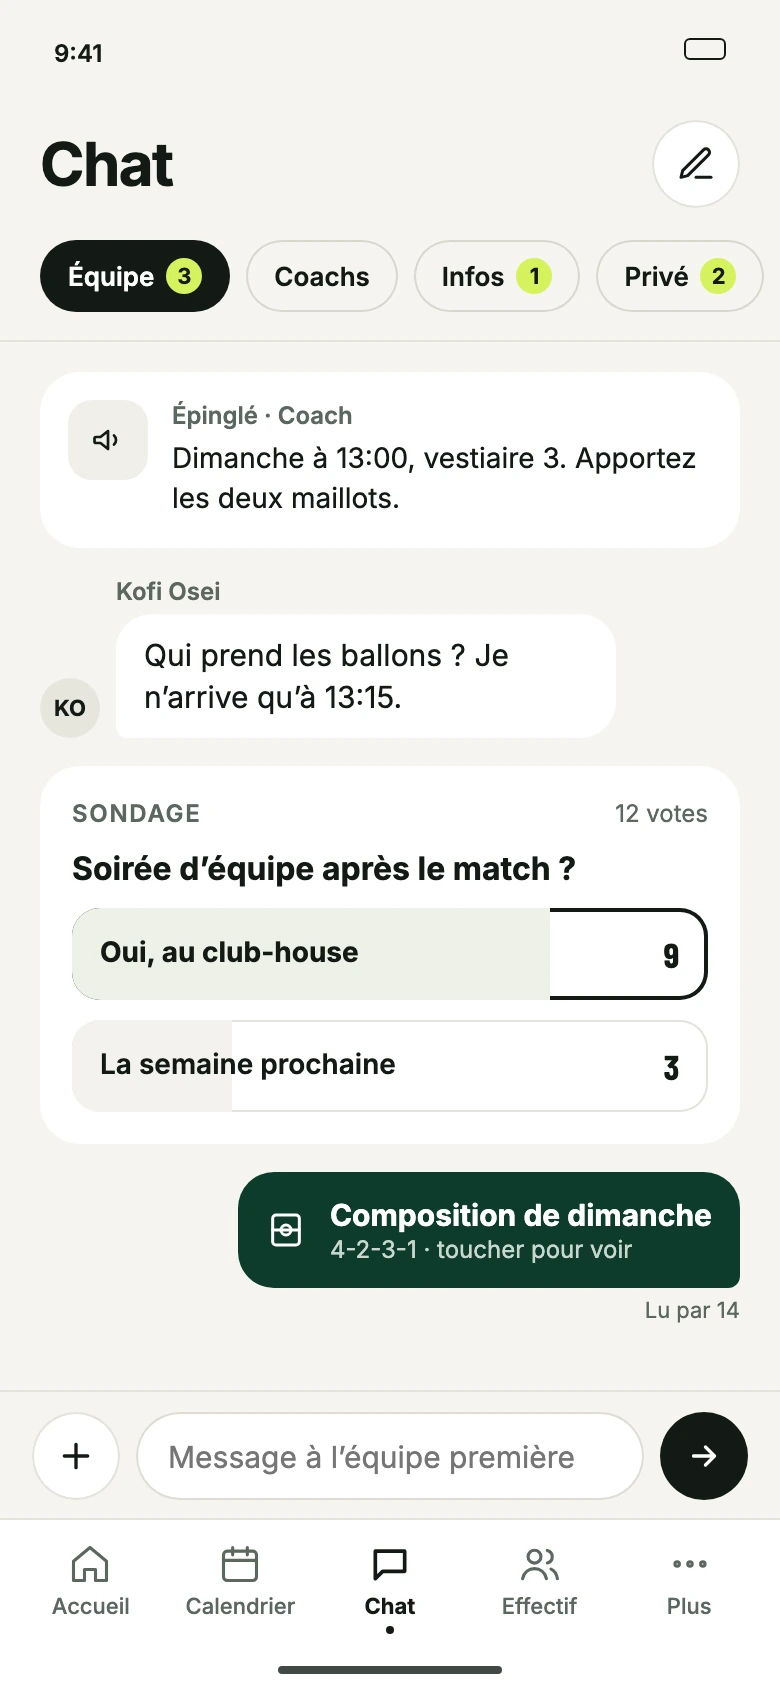 9:41
Chat
Équipe 3
Coachs
Infos 1
Privé 2
Épinglé · Coach
Dimanche à 13:00, vestiaire 3. Apportez
les deux maillots.
Kofi Osei
Qui prend les ballons ? Je
n’arrive qu’à 13:15.
KO
SONDAGE
12 votes
Soirée d’équipe après le match ?
Oui, au club-house
9
La semaine prochaine
3
Composition de dimanche
4-2-3-1 · toucher pour voir
Lu par 14
Message à l’équipe première
Accueil
Calendrier
Chat
Effectif
Plus